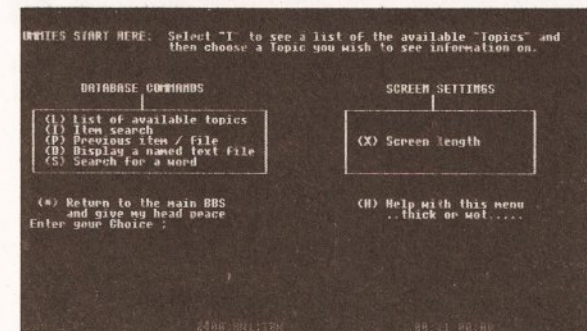 UMMIES START HERE: Select "I" to see a list of the available "Topics" and
then choose a Topic you wish to see information on.
DATABASE COMMANDS
SCREEN SETTINGS
(L) List of available topics
(I) Item search
(P) Previous item / file
(D) Display a named text file
(S) Search for a word
(X) Screen length
(*) Return to the main BBS
and give my head peace
(H) Help with this menu
..thick or wot.....
Enter your Choice :